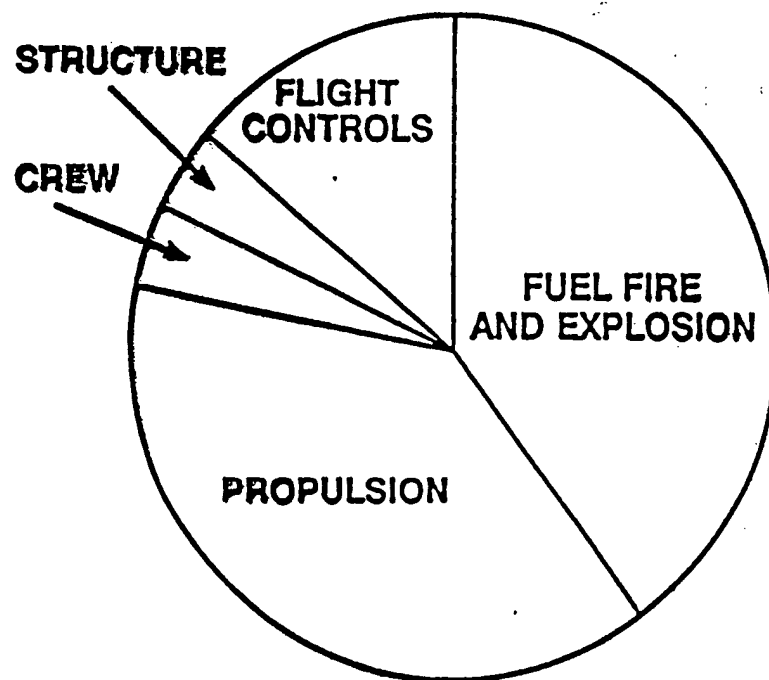 STRUCTURE
FLIGHT
CONTROLS
CREW
FUEL FIRE
AND EXPLOSION
PROPULSION